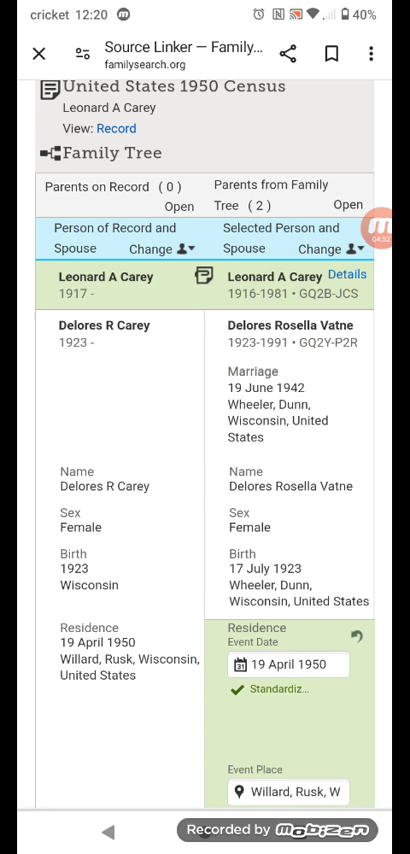 cricket 12:20 40%
Source Linker — Family...
familysearch.org
United States 1950 Census
Leonard A Carey
View: Record
Family Tree
Parents on Record ( 0 )
Open
Parents from Family
Tree ( 2 ) Open
Person of Record and
Spouse Change
Selected Person and
Spouse Change
04:52
Leonard A Carey
1917 -
Leonard A Carey Details
1916-1981 • GQ2B-JCS
Delores R Carey
1923 -
Delores Rosella Vatne
1923-1991 • GQ2Y-P2R
Marriage
19 June 1942
Wheeler, Dunn,
Wisconsin, United
States
Name
Delores R Carey
Name
Delores Rosella Vatne
Sex
Female
Sex
Female
Birth
1923
Wisconsin
Birth
17 July 1923
Wheeler, Dunn,
Wisconsin, United States
Residence
19 April 1950
Willard, Rusk, Wisconsin,
United States
Residence
Event Date
31 19 April 1950
Standardiz...
Event Place
Willard, Rusk, W
Recorded by mobizen